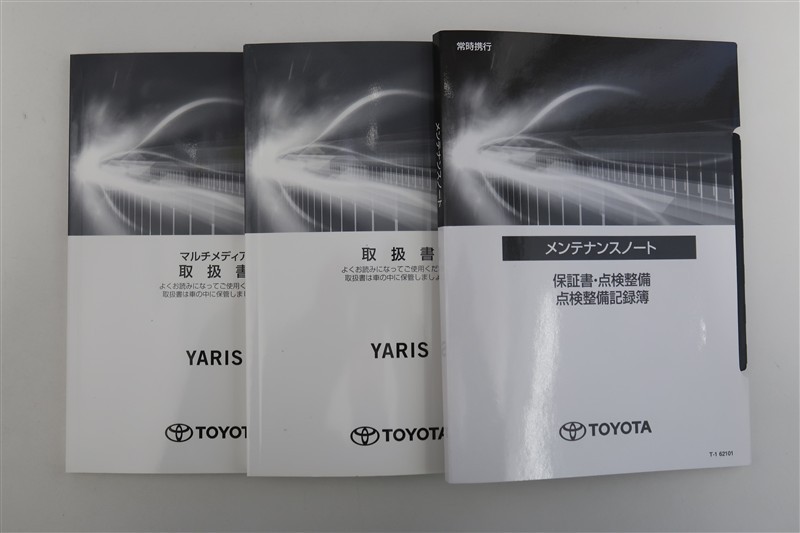 マルチメディア
取扱書
よくお読みになってご使用く
取扱書は車の中に保管しまし
YARIS
TOYOTA
取扱書
よくお読みになってご使用くだ
取扱書は車の中に保管しましょ
YARIS
TOYOTA
メンテナンスノート
常時携行
メンテナンスノート
保証書・点検整備
点検整備記録簿
TOYOTA
T-1 62101